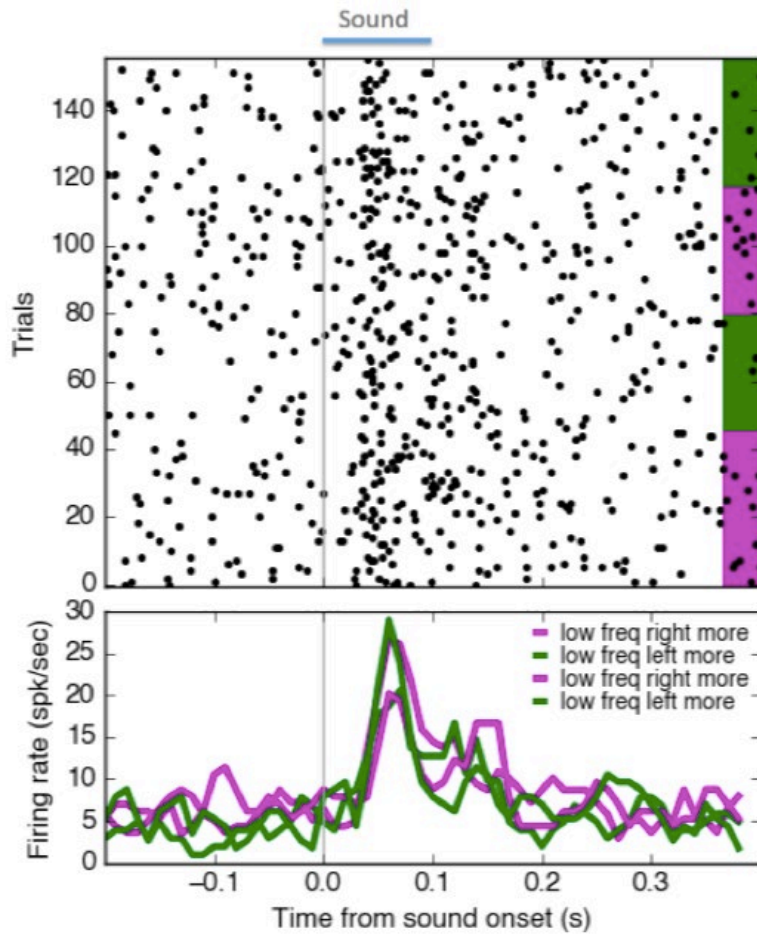 Sound
140
120
100
80
60
40
20
0
Trials
30
25
20
15
10
5
0
Firing rate (spk/sec)
low freq right more
low freq left more
low freq right more
low freq left more
−0.1 0.0 0.1 0.2 0.3
Time from sound onset (s)